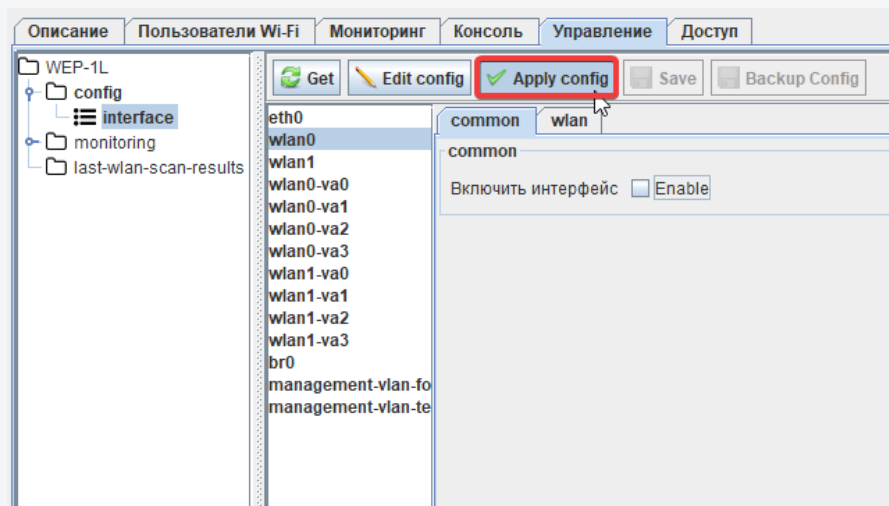 Описание Пользователи Wi-Fi Мониторинг Консоль Управление Доступ
WEP-1L
config
interface
monitoring
last-wlan-scan-results
Get Edit config Apply config Save Backup Config
eth0
wlan0
wlan1
wlan0-va0
wlan0-va1
wlan0-va2
wlan0-va3
wlan1-va0
wlan1-va1
wlan1-va2
wlan1-va3
br0
management-vlan-fo
management-vlan-te
common wlan
common
Включить интерфейс Enable